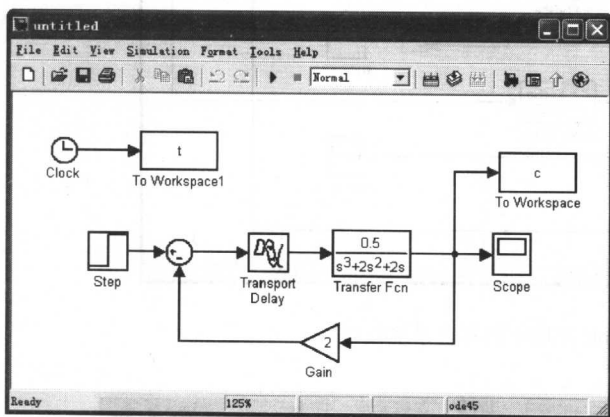 untitled
File Edit View Simulation Format Tools Help
Normal
t
Clock
To Workspace1
c
To Workspace
Step
Transport
Delay
0.5
s³+2s²+2s
Transfer Fcn
Scope
2
Gain
Ready 125% ode45